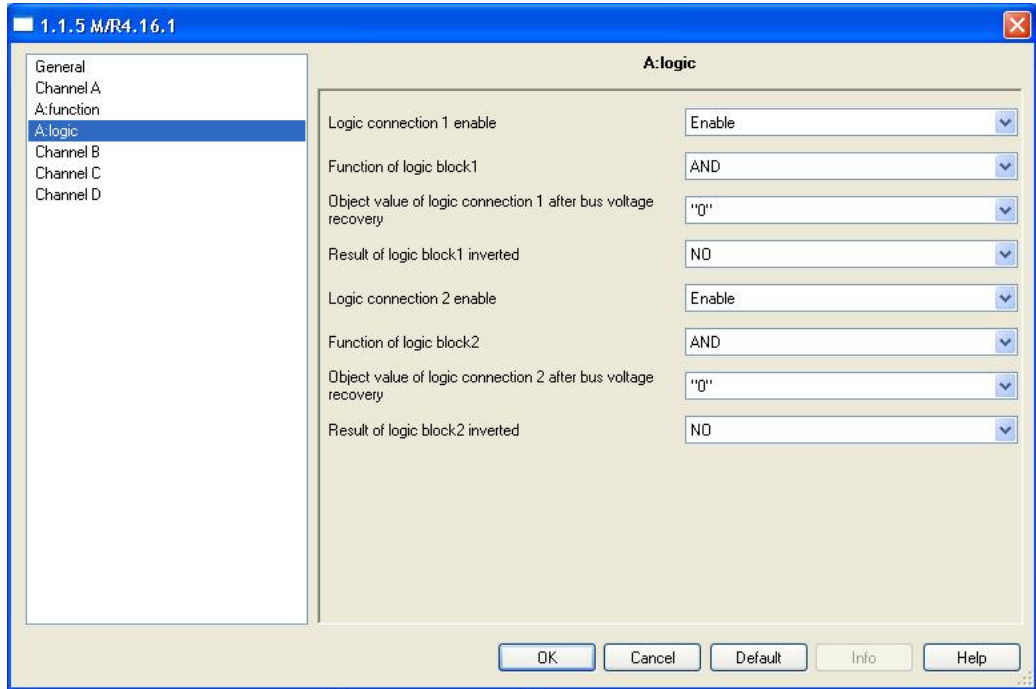 1.1.5 M/R4.16.1
General
Channel A
A:function
A:logic
Channel B
Channel C
Channel D
A:logic
Logic connection 1 enable
Enable
Function of logic block1
AND
Object value of logic connection 1 after bus voltage
recovery
"0"
Result of logic block1 inverted
NO
Logic connection 2 enable
Enable
Function of logic block2
AND
Object value of logic connection 2 after bus voltage
recovery
"0"
Result of logic block2 inverted
NO
OK
Cancel
Default
Info
Help